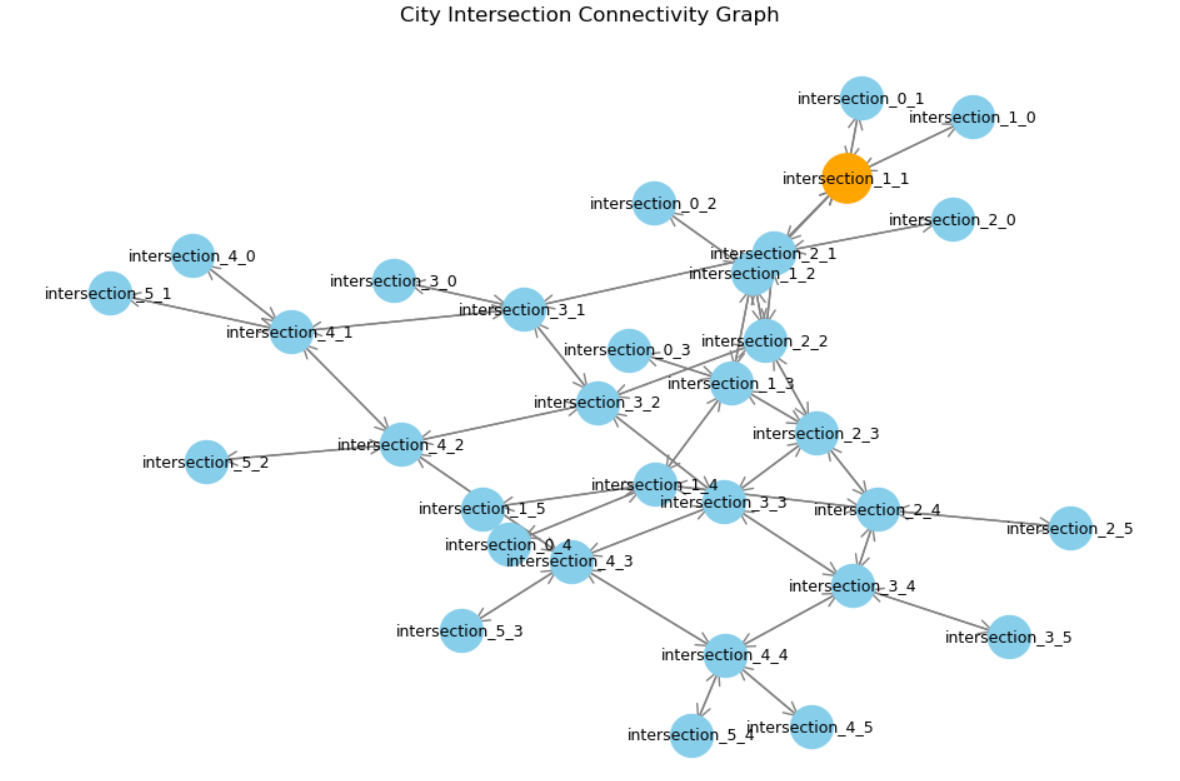 City Intersection Connectivity Graph
intersection_0_1
intersection_1_0
intersection_1_1
intersection_0_2
intersection_2_0
intersection_4_0
intersection_2_1
intersection_1_2
intersection_3_0
intersection_5_1
intersection_3_1
intersection_4_1
intersection_2_2
intersection_0_3
intersection_1_3
intersection_3_2
intersection_2_3
intersection_4_2
intersection_5_2
intersection_1_4
intersection_3_3
intersection_1_5
intersection_2_4
intersection_2_5
intersection_0_4
intersection_4_3
intersection_3_4
intersection_5_3
intersection_3_5
intersection_4_4
intersection_4_5
intersection_5_4